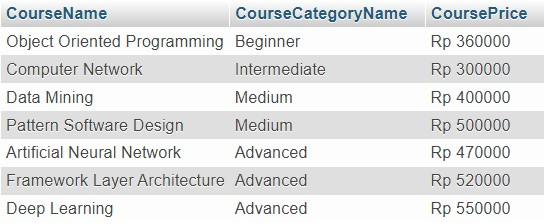 CourseName CourseCategoryName CoursePrice
Object Oriented Programming Beginner Rp 360000
Computer Network Intermediate Rp 300000
Data Mining Medium Rp 400000
Pattern Software Design Medium Rp 500000
Artificial Neural Network Advanced Rp 470000
Framework Layer Architecture Advanced Rp 520000
Deep Learning Advanced Rp 550000